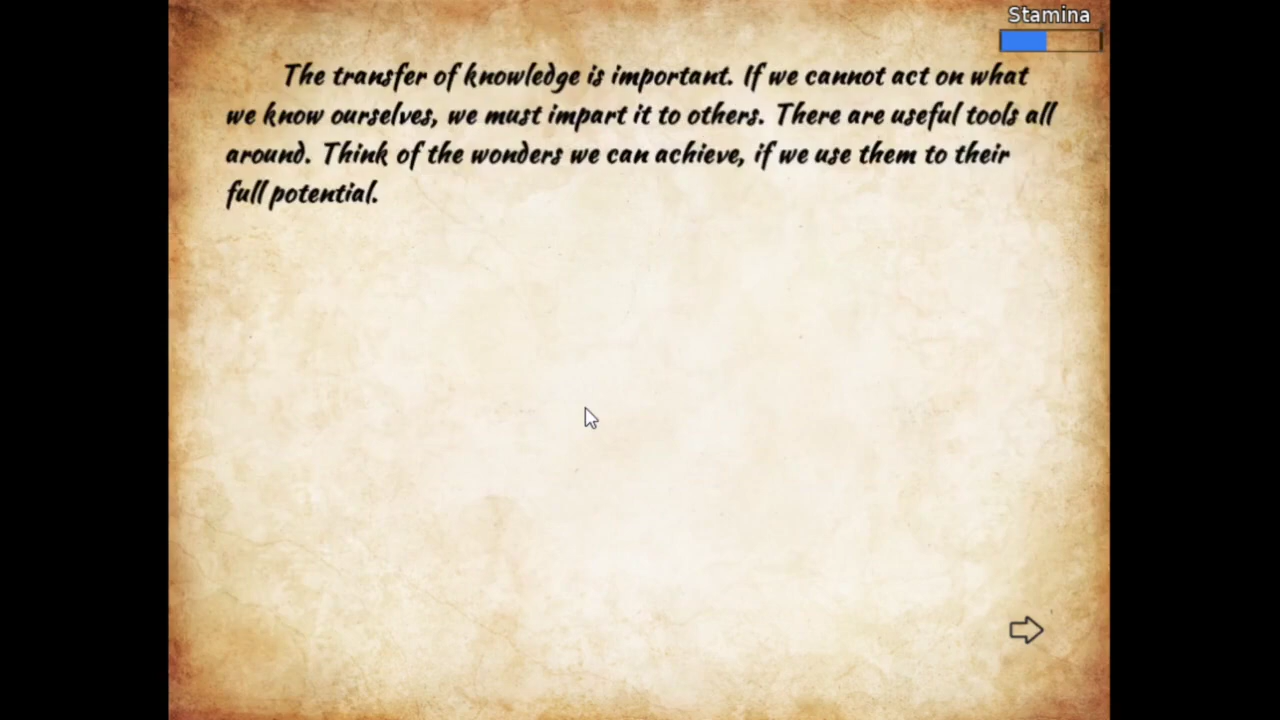 Stamina
The transfer of knowledge is important. If we cannot act on what
we know ourselves, we must impart it to others. There are useful tools all
around. Think of the wonders we can achieve, if we use them to their
full potential.